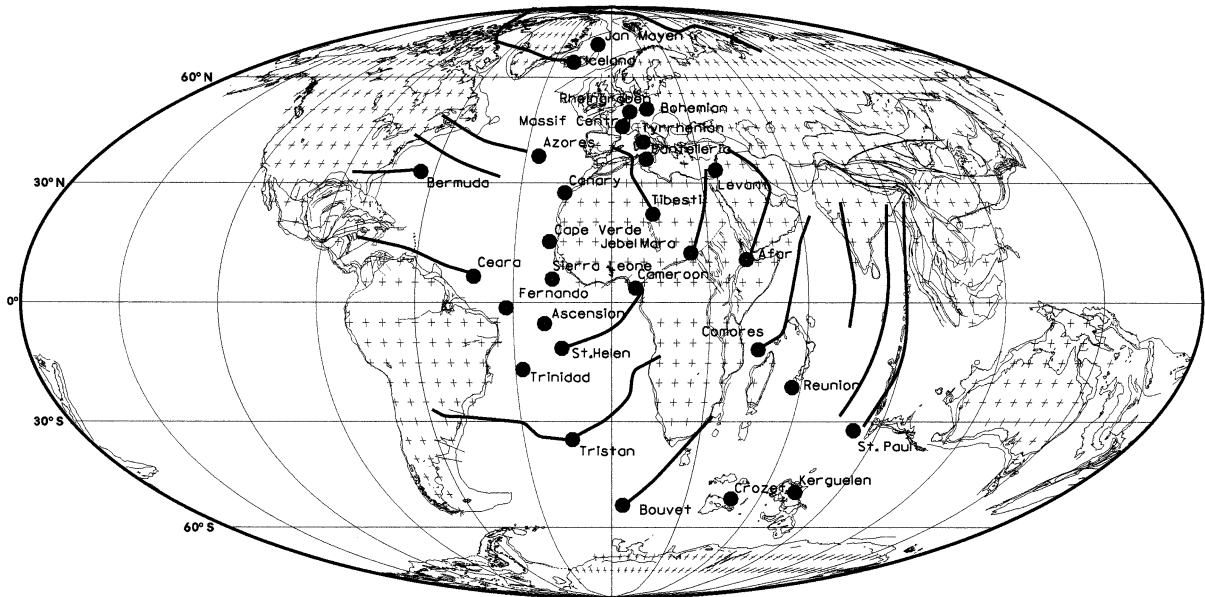 Jan Mayen
Iceland
60° N
Rheingraben
Bohemian
Massif Centr
Tyrrhenian
Azores
Pantelleria
30° N
Bermuda
Canary
Levant
Tibesti
Cape Verde
Jebel Mara
Afar
Ceara
Sierra Leone
Cameroon
0°
Fernando
Ascension
Comores
St.Helen
Trinidad
Reunion
30° S
Tristan
St. Paul
Crozet
Kerguelen
Bouvet
60° S